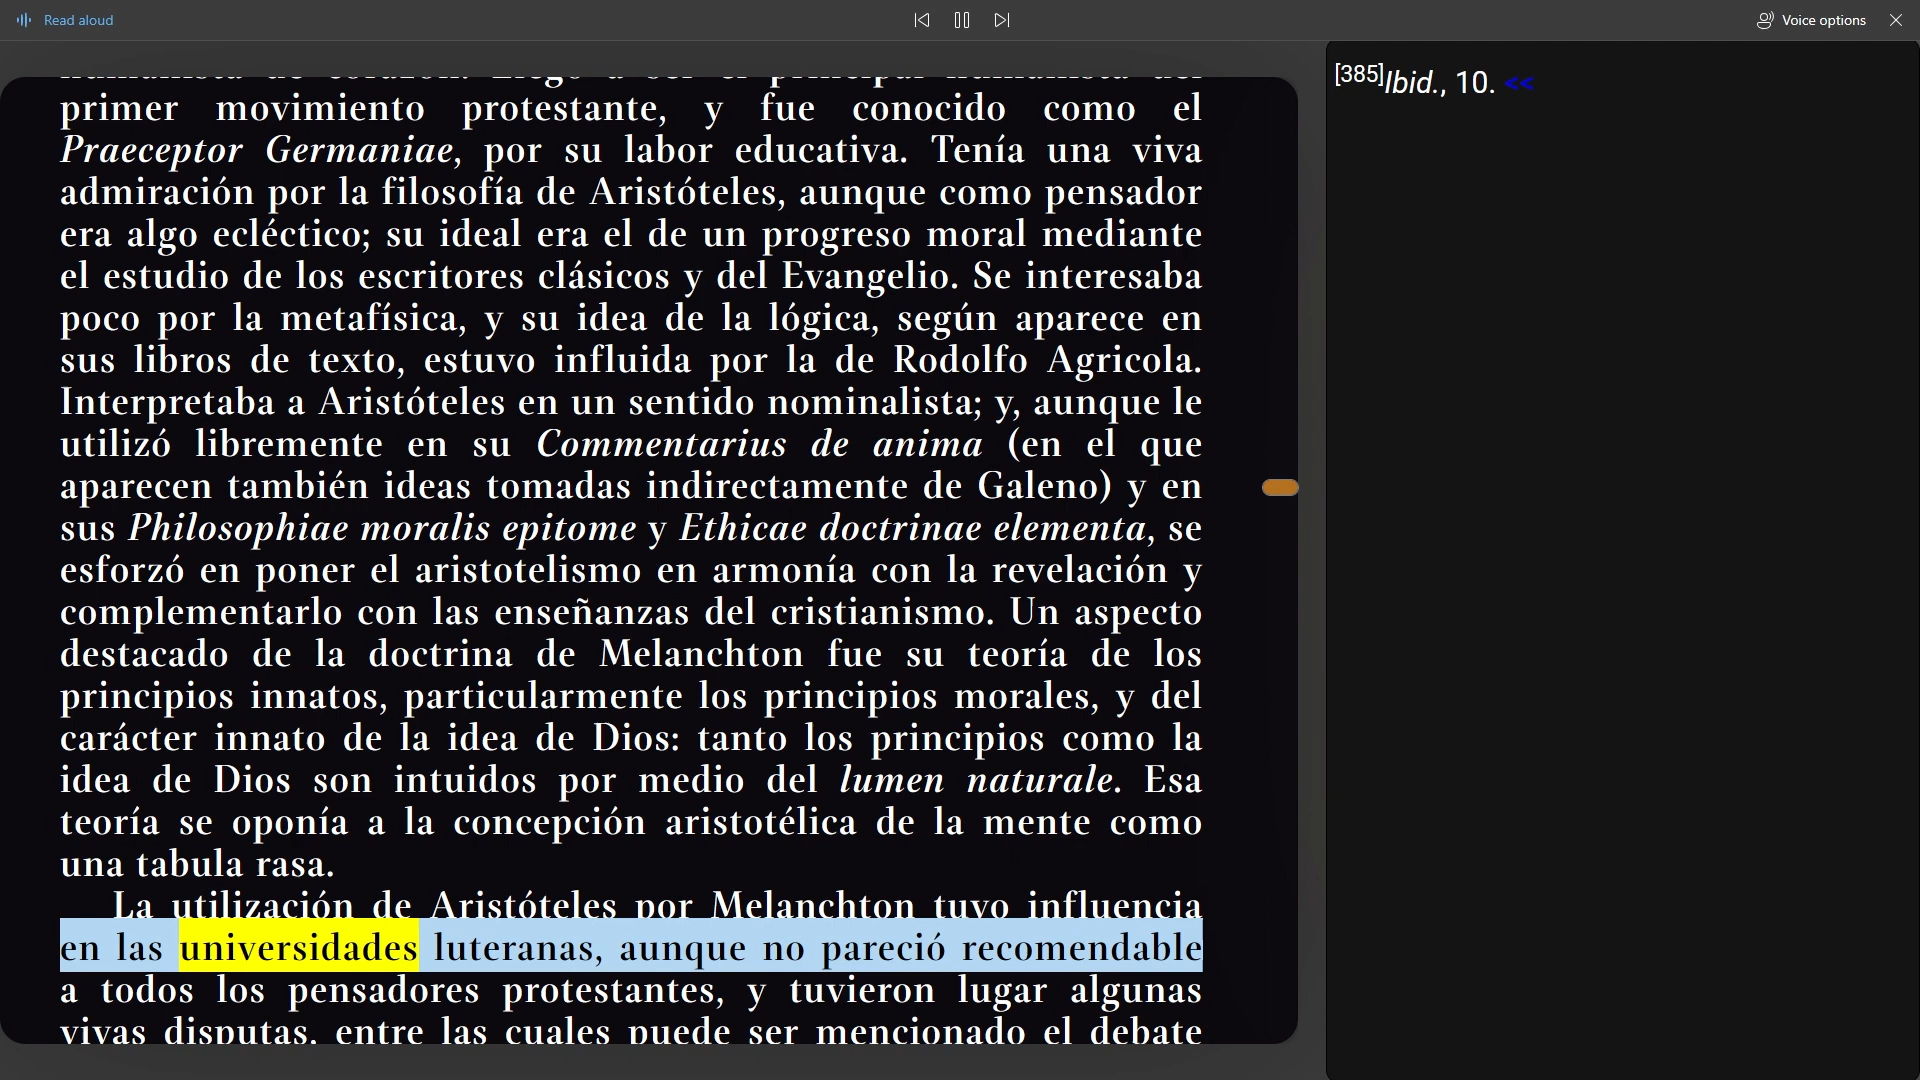 Read aloud
Voice options
humanista de corazón. Llegó a ser el principal humanista del
primer movimiento protestante, y fue conocido como el
Praeceptor Germaniae, por su labor educativa. Tenía una viva
admiración por la filosofía de Aristóteles, aunque como pensador
era algo ecléctico; su ideal era el de un progreso moral mediante
el estudio de los escritores clásicos y del Evangelio. Se interesaba
poco por la metafísica, y su idea de la lógica, según aparece en
sus libros de texto, estuvo influida por la de Rodolfo Agricola.
Interpretaba a Aristóteles en un sentido nominalista; y, aunque le
utilizó libremente en su Commentarius de anima (en el que
aparecen también ideas tomadas indirectamente de Galeno) y en
sus Philosophiae moralis epitome y Ethicae doctrinae elementa, se
esforzó en poner el aristotelismo en armonía con la revelación y
complementarlo con las enseñanzas del cristianismo. Un aspecto
destacado de la doctrina de Melanchton fue su teoría de los
principios innatos, particularmente los principios morales, y del
carácter innato de la idea de Dios: tanto los principios como la
idea de Dios son intuidos por medio del lumen naturale. Esa
teoría se oponía a la concepción aristotélica de la mente como
una tabula rasa.
La utilización de Aristóteles por Melanchton tuvo influencia
en las universidades luteranas, aunque no pareció recomendable
a todos los pensadores protestantes, y tuvieron lugar algunas
vivas disputas, entre las cuales puede ser mencionado el debate
[385]Ibid., 10. <<